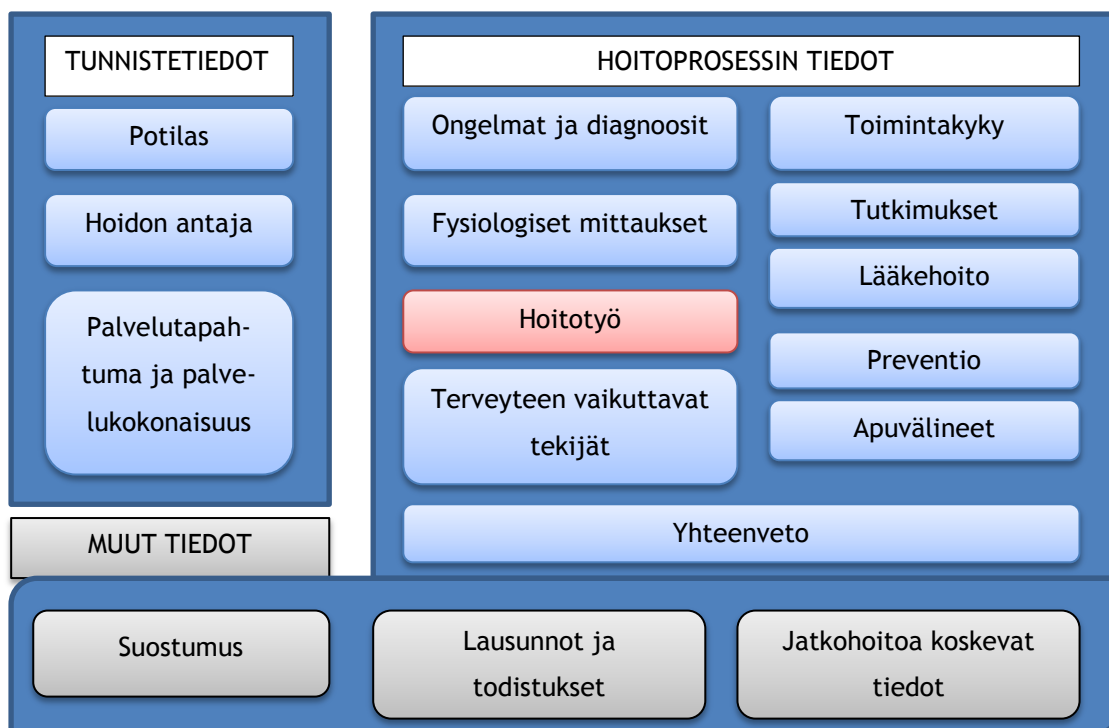 TUNNISTETIEDOT
Potilas
Hoidon antaja
Palvelutapah-
tuma ja palve-
lukokonaisuus
HOITOPROSESSIN TIEDOT
Ongelmat ja diagnoosit
Fysiologiset mittaukset
Hoitotyö
Terveyteen vaikuttavat
tekijät
Toimintakyky
Tutkimukset
Lääkehoito
Preventio
Apuvälineet
Yhteenveto
MUUT TIEDOT
Suostumus
Lausunnot ja
todistukset
Jatkohoitoa koskevat
tiedot